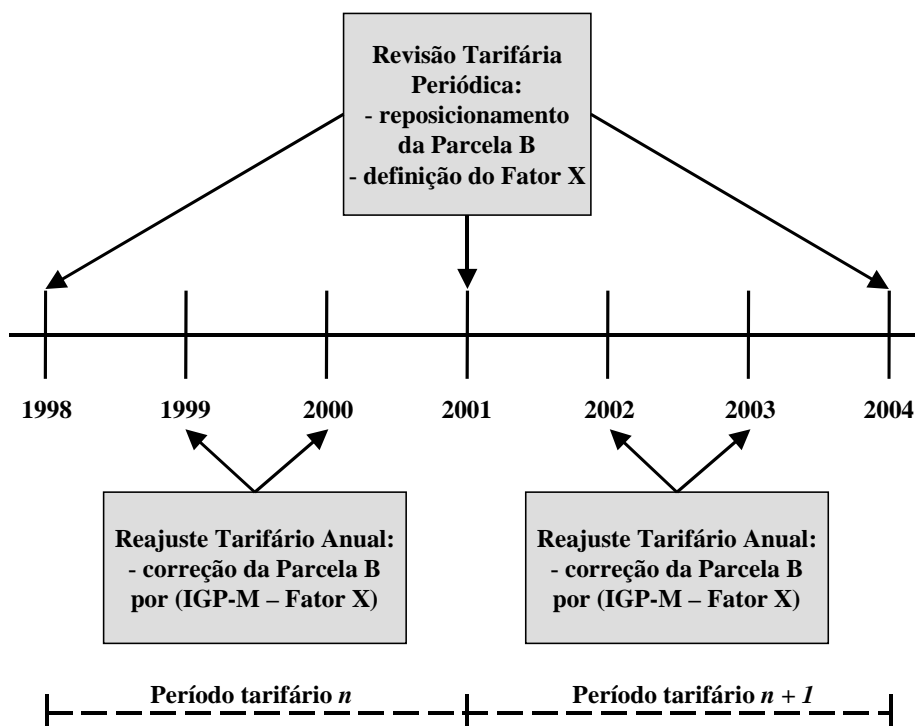 Revisão Tarifária
Periódica:
- reposicionamento
da Parcela B
- definição do Fator X
1998
1999
2000
2001
2002
2003
2004
Reajuste Tarifário Anual:
- correção da Parcela B
por (IGP-M – Fator X)
Reajuste Tarifário Anual:
- correção da Parcela B
por (IGP-M – Fator X)
Período tarifário n
Período tarifário n + 1